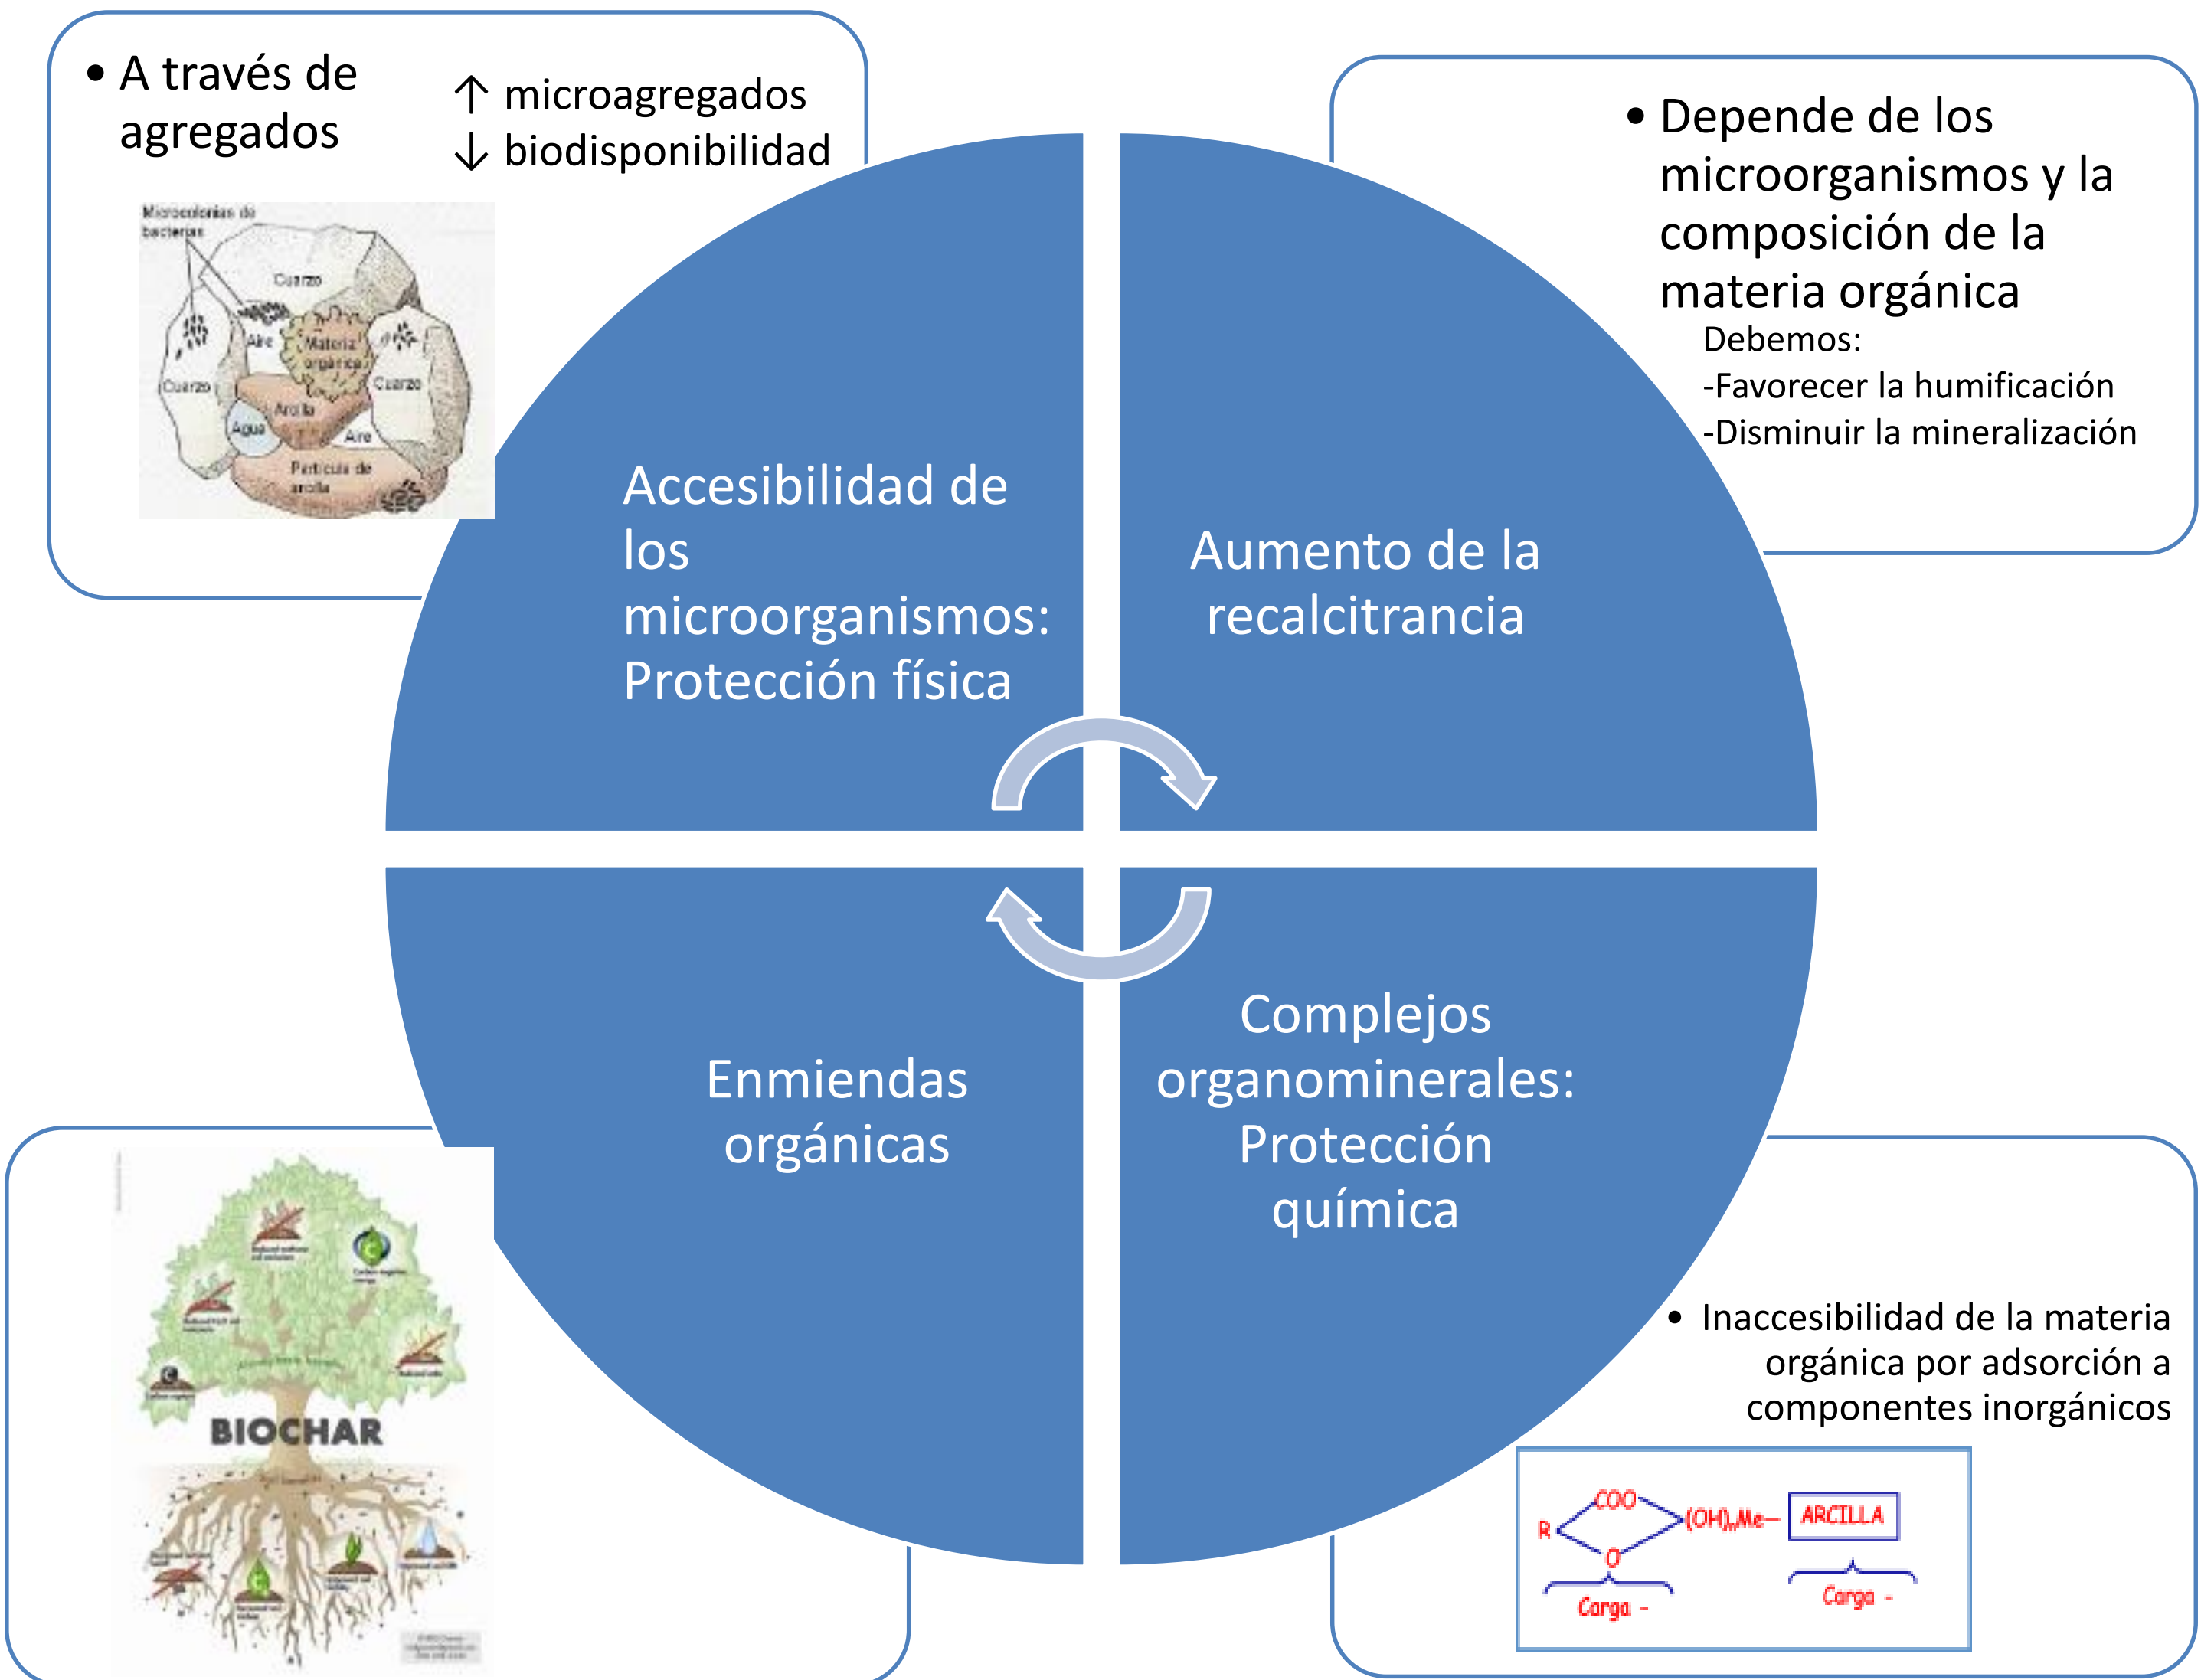 • A través de
agregados
↑ microagregados
↓ biodisponibilidad
Microcolonias de
bacterias
Cuarzo
Aire
Materia
orgánica
Cuarzo
Cuarzo
Arcilla
Agua
Aire
Partícula de
arcilla
• Depende de los
microorganismos y la
composición de la
materia orgánica
Debemos:
-Favorecer la humificación
-Disminuir la mineralización
Accesibilidad de
los
microorganismos:
Protección física
Aumento de la
recalcitrancia
Enmiendas
orgánicas
Complejos
organominerales:
Protección
química
BIOCHAR
• Inaccesibilidad de la materia
orgánica por adsorción a
componentes inorgánicos
COO
R
(OH)nMe—
ARCILLA
O
Carga -
Carga -